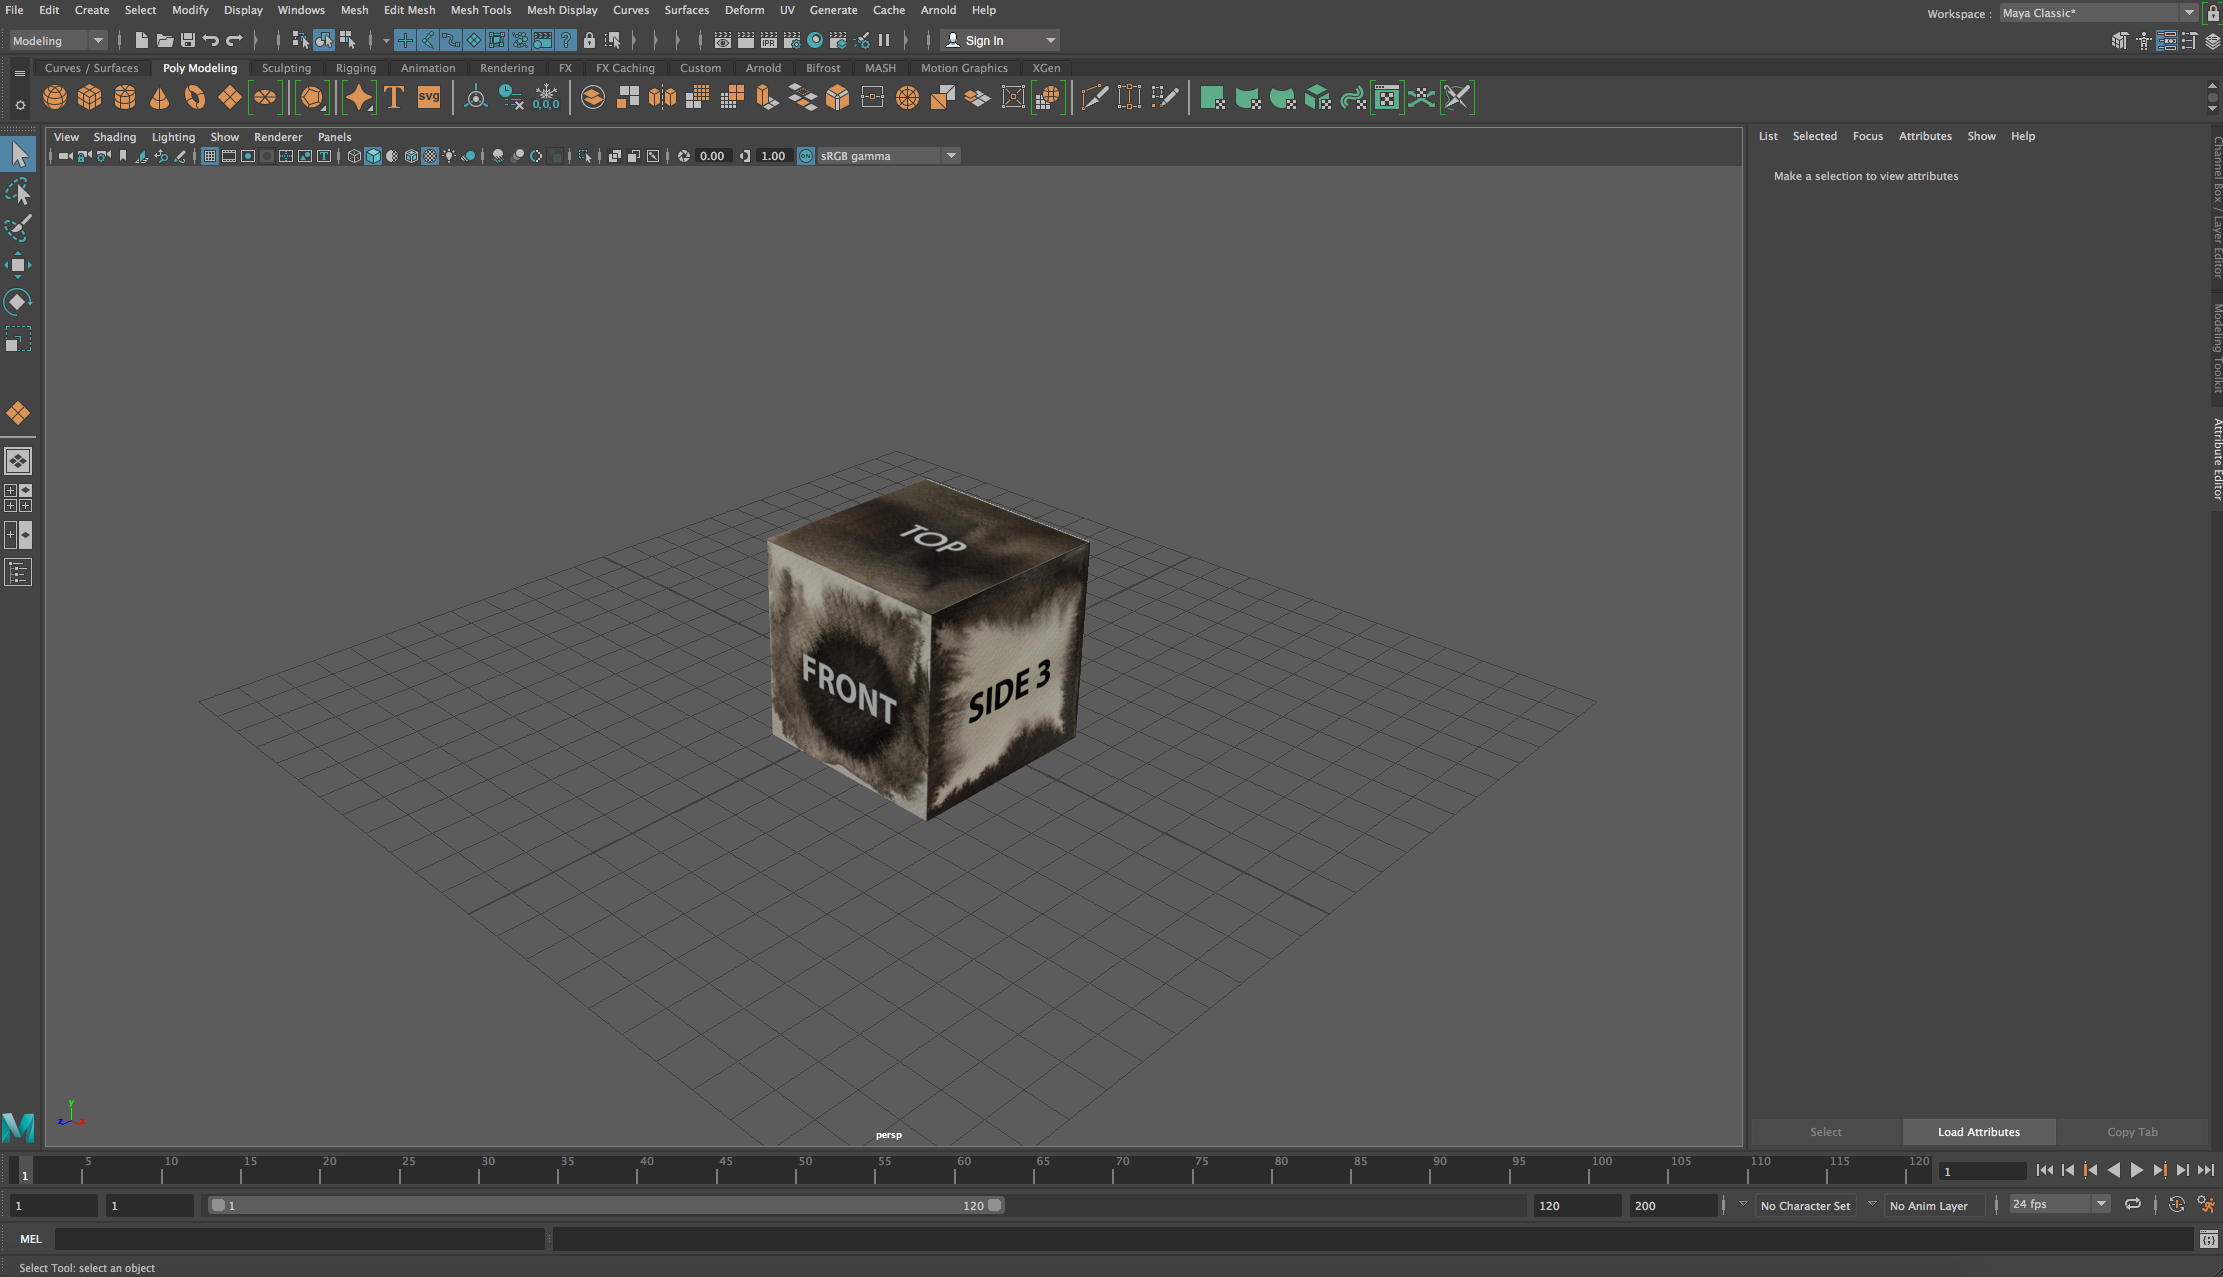 File Edit Create Select Modify Display Windows Mesh Edit Mesh Mesh Tools Mesh Display Curves Surfaces Deform UV Generate Cache Arnold Help
Workspace : Maya Classic*
Modeling
IPR
?
Sign In
Curves / Surfaces Poly Modeling Sculpting Rigging Animation Rendering FX FX Caching Custom Arnold Bifrost MASH Motion Graphics XGen
T svg 0,0,0
View Shading Lighting Show Renderer Panels
0.00 1.00 ON sRGB gamma
List Selected Focus Attributes Show Help
Make a selection to view attributes
Channel Box / Layer Editor
Modeling Toolkit
Attribute Editor
TOP
FRONT
SIDE 3
y
z x
persp
M
Select Load Attributes Copy Tab
1 5 10 15 20 25 30 35 40 45 50 55 60 65 70 75 80 85 90 95 100 105 110 115 120 1
1 1 1 120 120 200 No Character Set No Anim Layer 24 fps
MEL
Select Tool: select an object